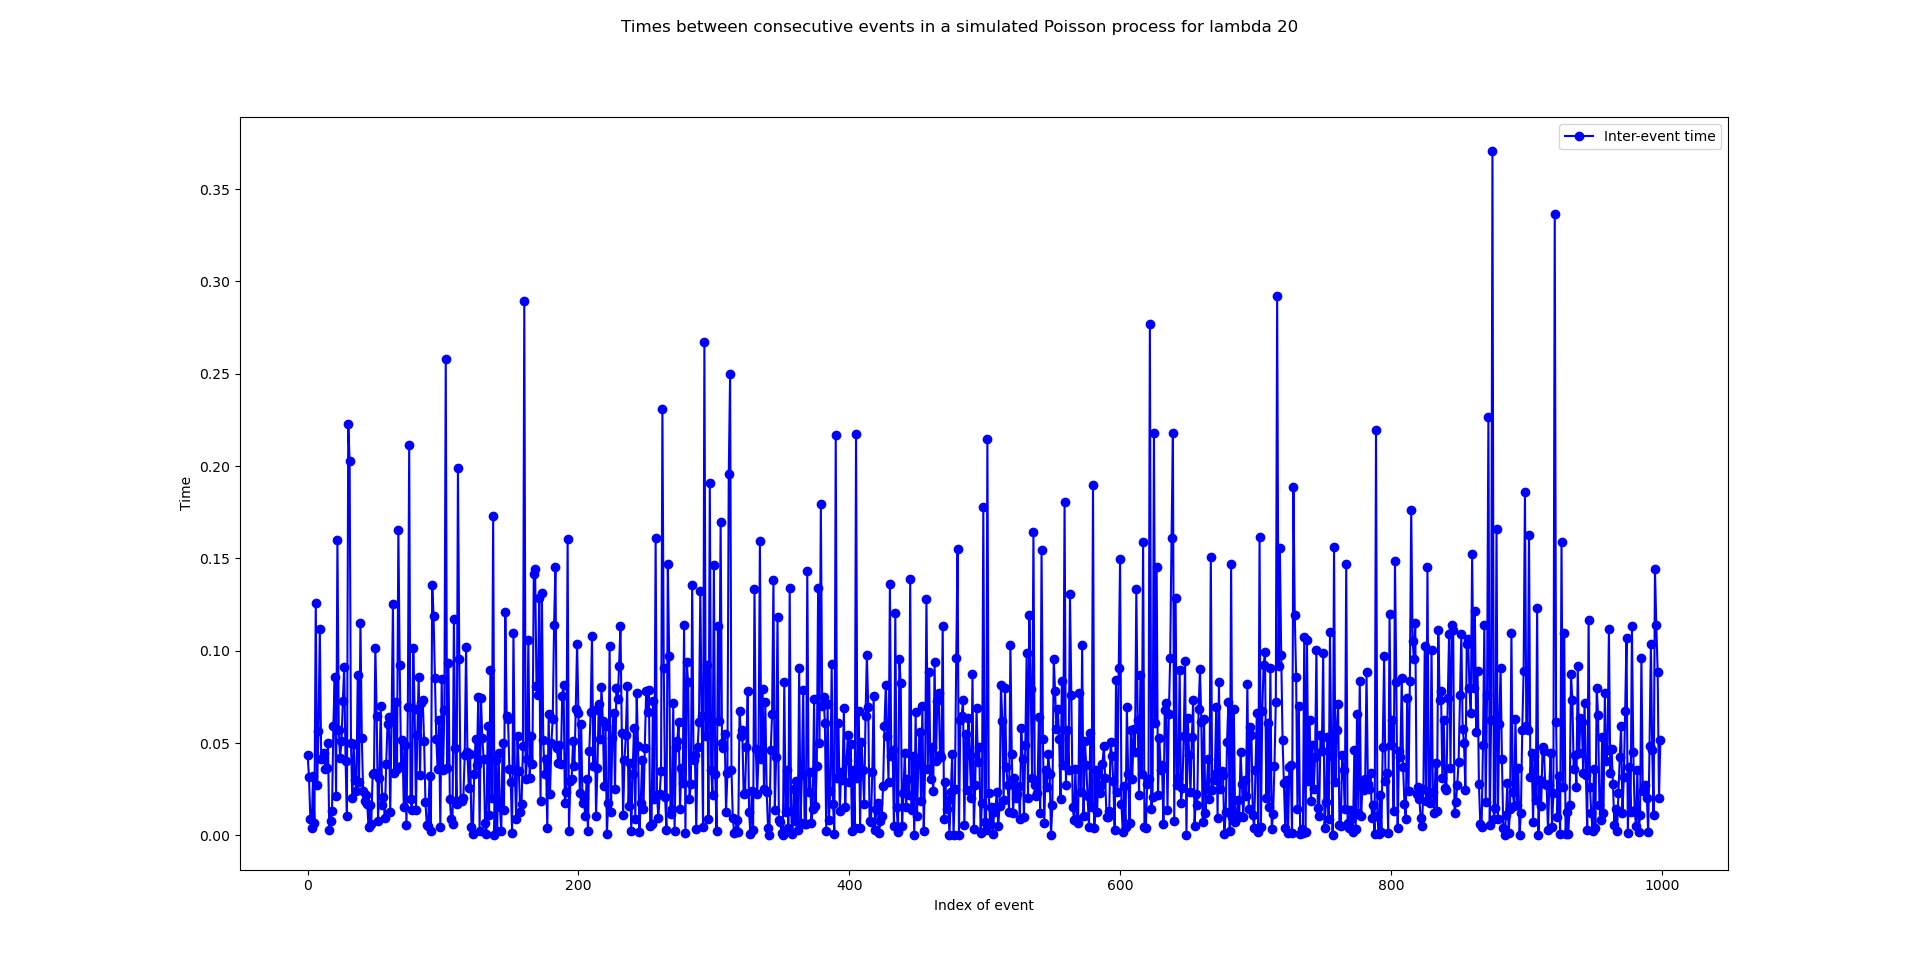 Times between consecutive events in a simulated Poisson process for lambda 20
Inter-event time
0.35
0.30
0.25
0.20
0.15
0.10
0.05
0.00
Time
0 200 400 600 800 1000
Index of event